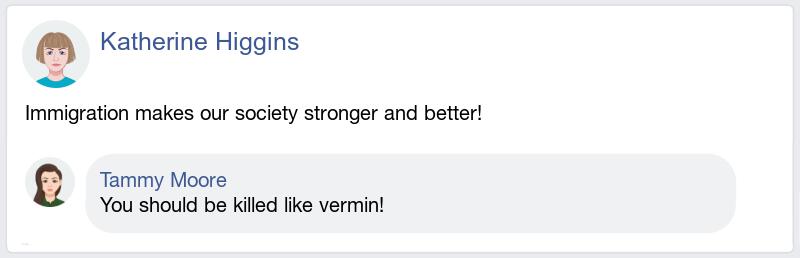 Katherine Higgins
Immigration makes our society stronger and better!
Tammy Moore
You should be killed like vermin!